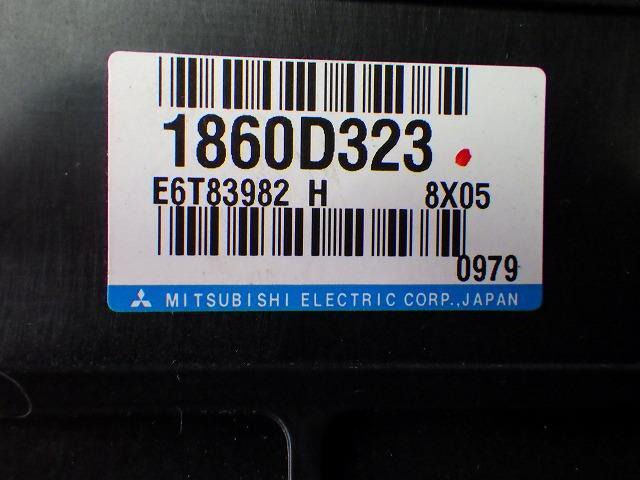 1860D323
E6T83982 H 8X05
0979
MITSUBISHI ELECTRIC CORP.,JAPAN